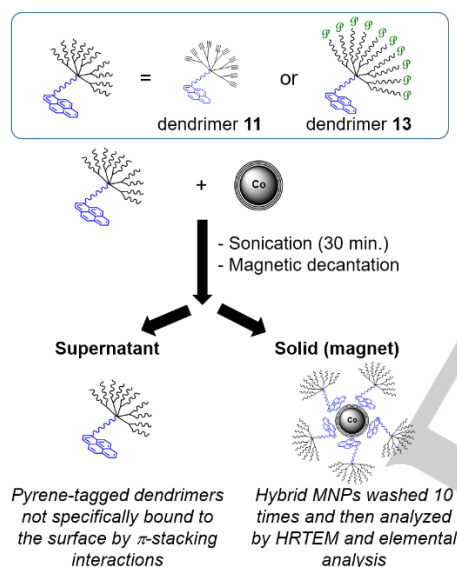 =
or
dendrimer 11
dendrimer 13
+
Co
- Sonication (30 min.)
- Magnetic decantation
Supernatant
Solid (magnet)
Co
Pyrene-tagged dendrimers
not specifically bound to
the surface by π-stacking
interactions
Hybrid MNPs washed 10
times and then analyzed
by HRTEM and elemental
analysis